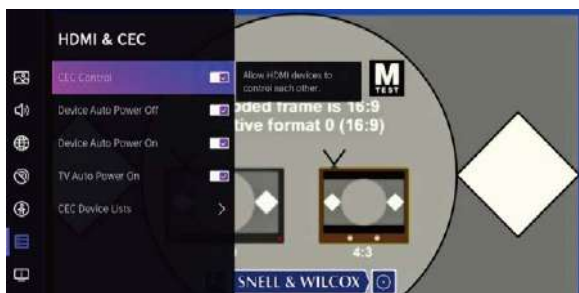 HDMI & CEC
CEC Control
Allow HDMI devices to
control each other.
M
TEST
Device Auto Power Off
oded frame is 16:9
Device Auto Power On
tive format 0 (16:9)
TV Auto Power On
CEC Device Lists
4:3
SNELL & WILCOX